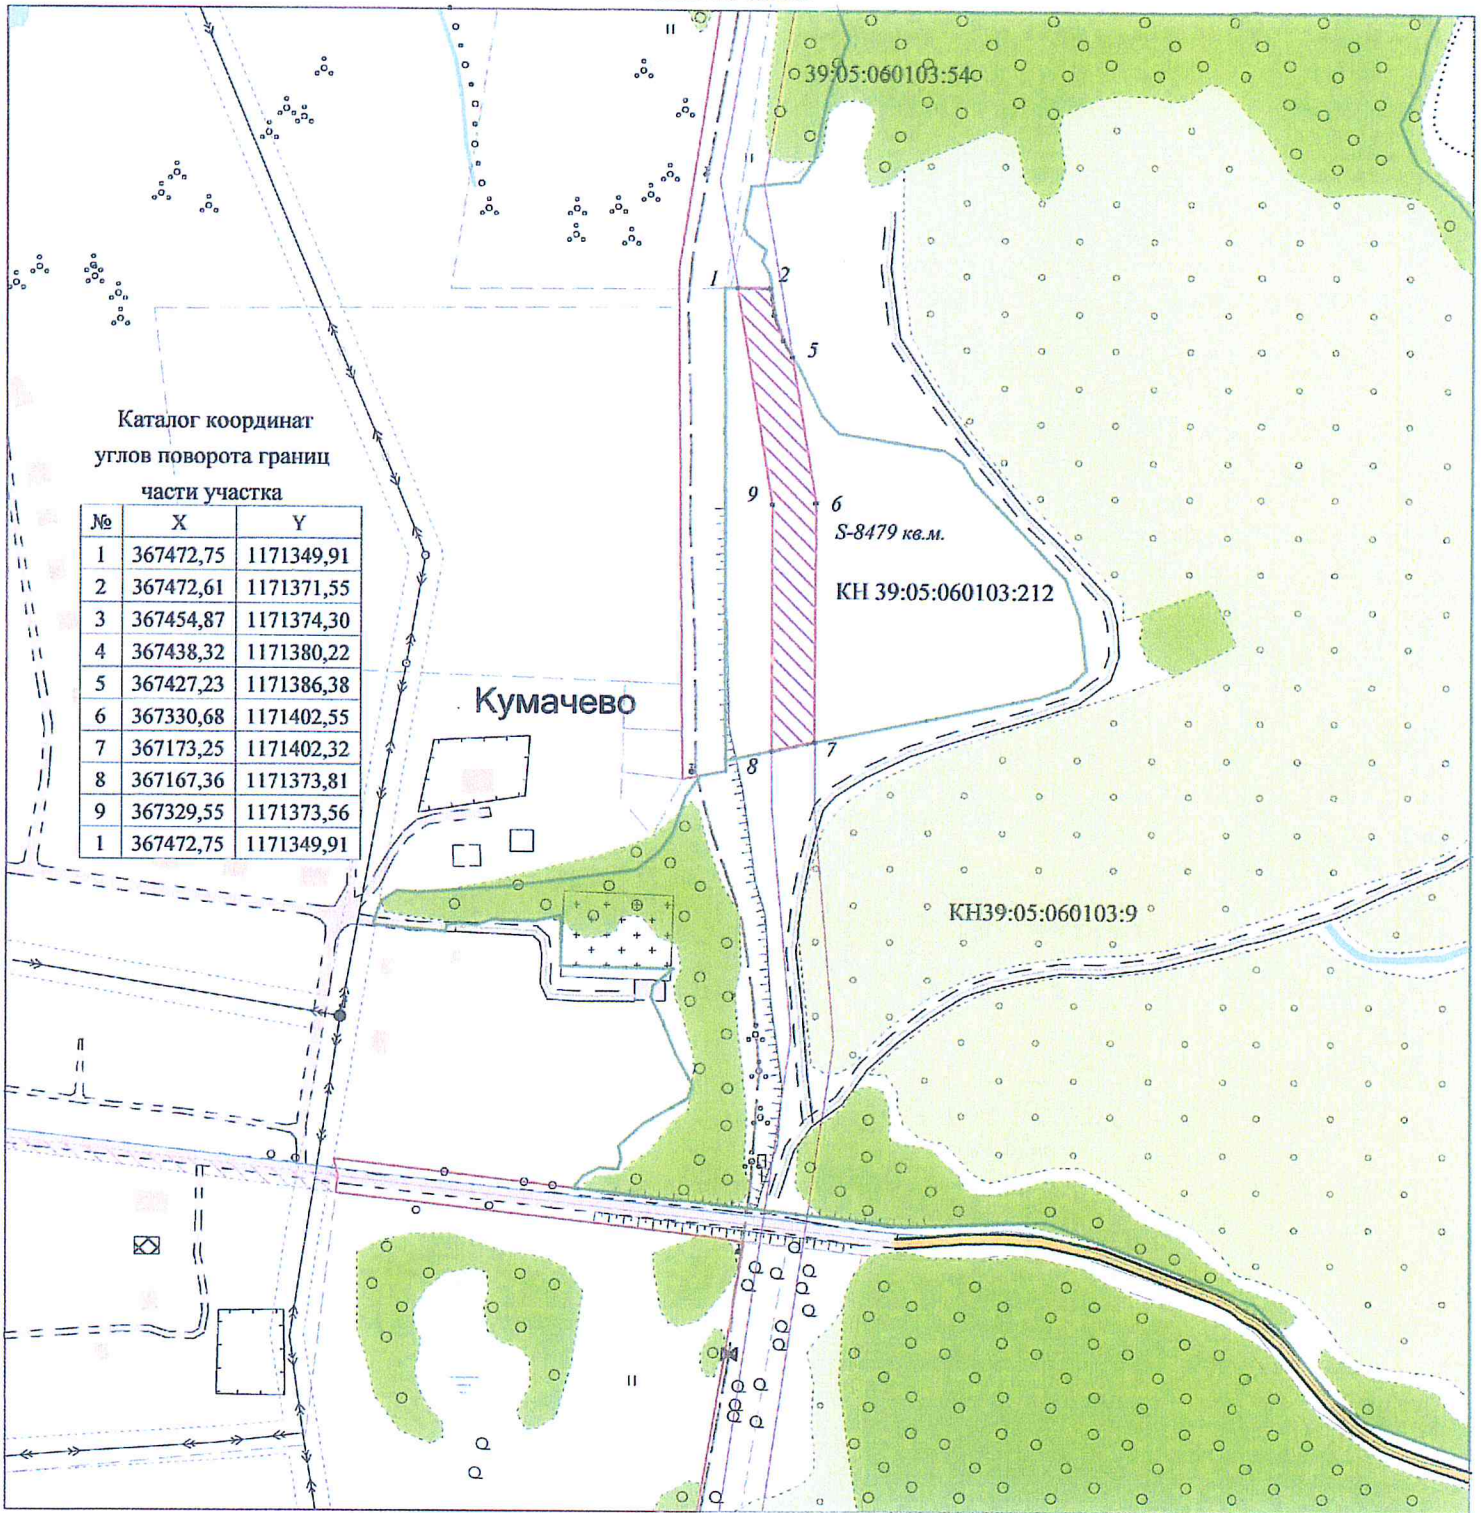 39:05:060103:54
1
2
5
Каталог координат
углов поворота границ
части участка
№ X Y
1 367472,75 1171349,91
2 367472,61 1171371,55
3 367454,87 1171374,30
4 367438,32 1171380,22
5 367427,23 1171386,38
6 367330,68 1171402,55
7 367173,25 1171402,32
8 367167,36 1171373,81
9 367329,55 1171373,56
1 367472,75 1171349,91
9
6
S-8479 кв.м.
КН 39:05:060103:212
Кумачево
7
8
КН39:05:060103:9